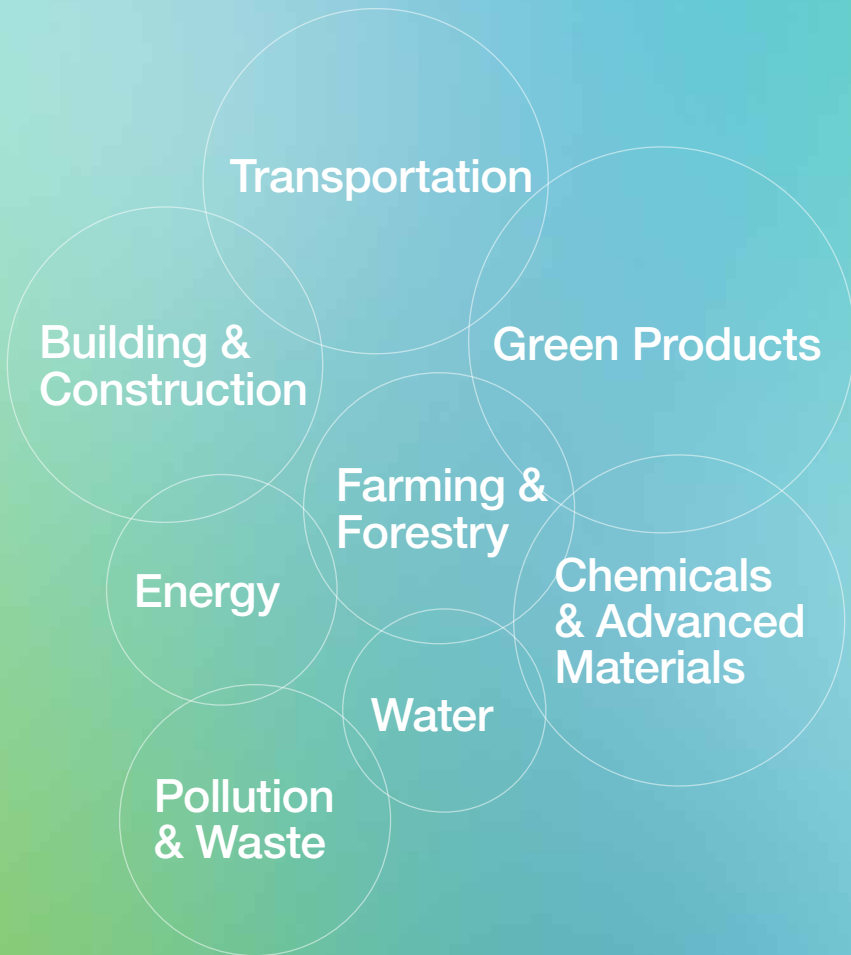 Transportation
Building &
Construction
Green Products
Farming &
Forestry
Energy
Chemicals
& Advanced
Materials
Water
Pollution
& Waste